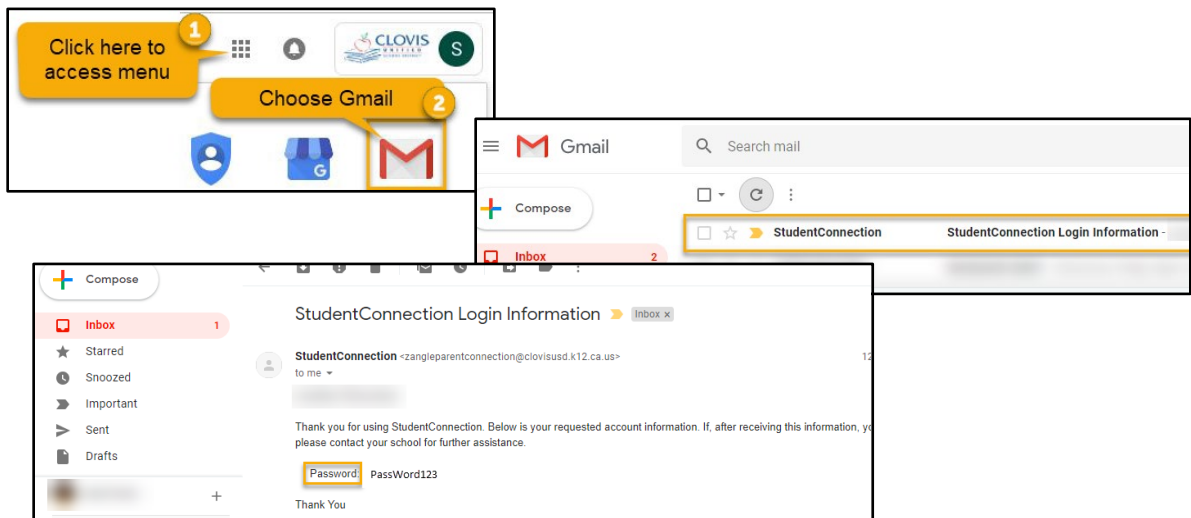 1
Click here to
access menu
CLOVIS
UNIFIED
S
Choose Gmail
2
G
Gmail
Search mail
Compose
StudentConnection
StudentConnection Login Information -
Inbox
2
Compose
Inbox
1
Starred
Snoozed
Important
Sent
Drafts
+
StudentConnection Login Information
Inbox x
StudentConnection <zangleparentconnection@clovisusd.k12.ca.us>
12
to me
Thank you for using StudentConnection. Below is your requested account information. If, after receiving this information, yo
please contact your school for further assistance.
Password: PassWord123
Thank You